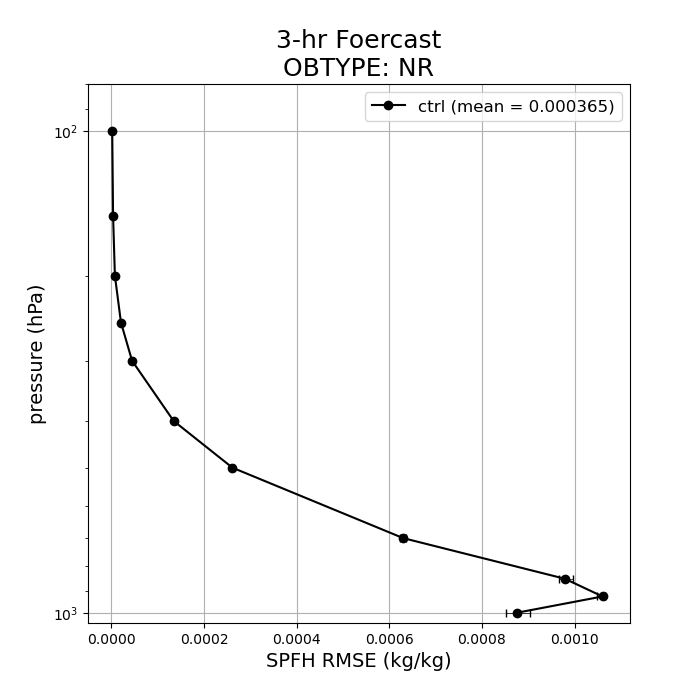 3-hr Foercast
OBTYPE: NR
ctrl (mean = 0.000365)
10²
pressure (hPa)
10³
0.0000 0.0002 0.0004 0.0006 0.0008 0.0010
SPFH RMSE (kg/kg)